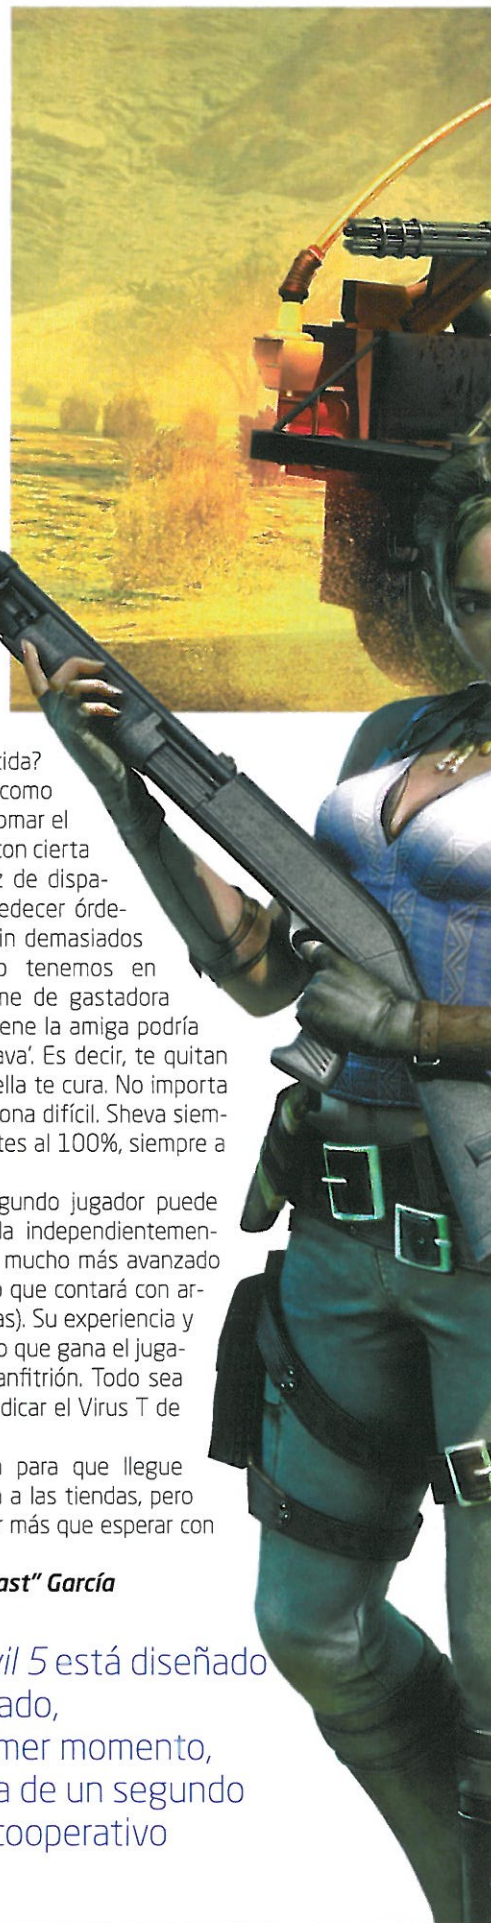 cida?
como
omar el
con cierta
z de dispa-
edecer órde-
in demasiados
o tenemos en
ne de gastadora
ene la amiga podría
ava'. Es decir, te quitan
ella te cura. No importa
ona difícil. Sheva siem-
tes al 100%, siempre a
gundo jugador puede
da independientemen-
mucho más avanzado
o que contará con ar-
as). Su experiencia y
o que gana el juga-
anfitrión. Todo sea
dicar el Virus T de
para que llegue
a las tiendas, pero
r más que esperar con
ast" García
vil 5 está diseñado
ado,
mer momento,
a de un segundo
cooperativo